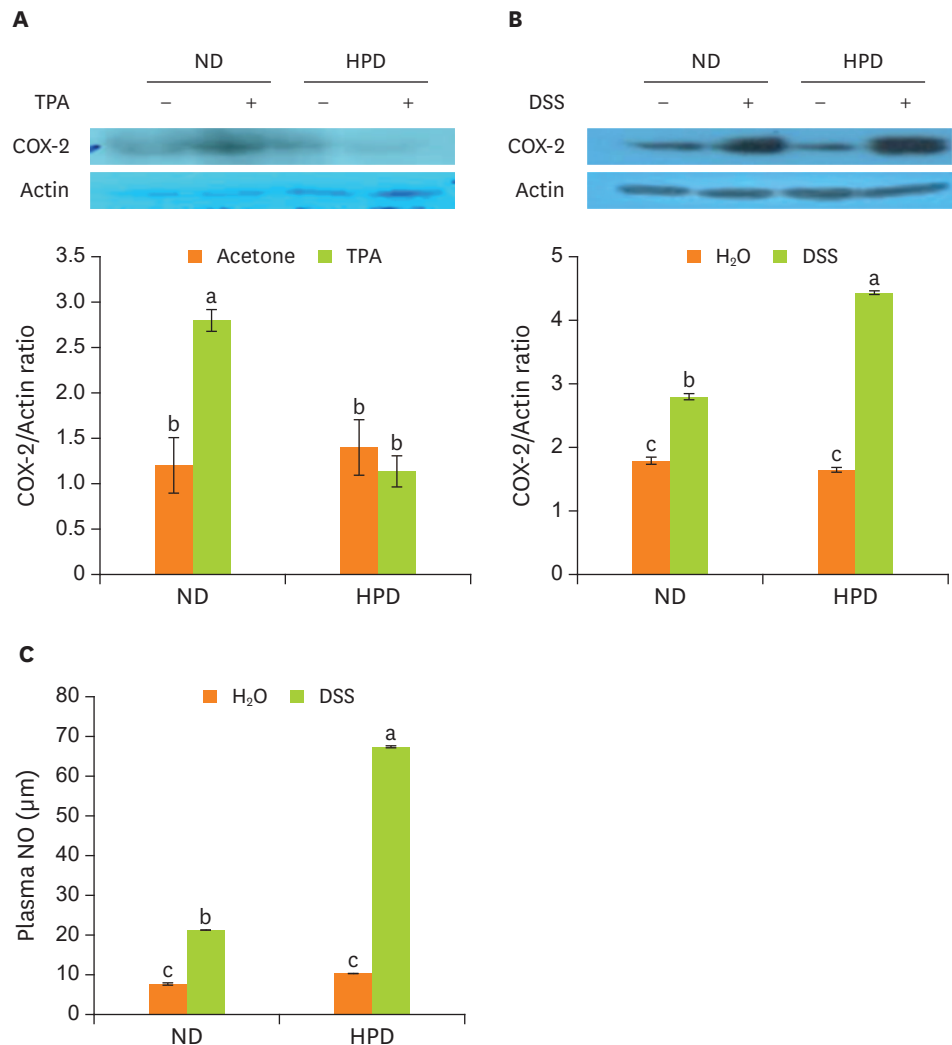 A
ND HPD
TPA – + – +
COX-2
Actin
3.5
3.0
2.5
2.0
1.5
1.0
0.5
0
COX-2/Actin ratio
Acetone TPA
b a b b
ND HPD
B
ND HPD
DSS – + – +
COX-2
Actin
5
4
3
2
1
0
COX-2/Actin ratio
H₂O DSS
c b c a
ND HPD
C
80
70
60
50
40
30
20
10
0
Plasma NO (μm)
H₂O DSS
c b c a
ND HPD